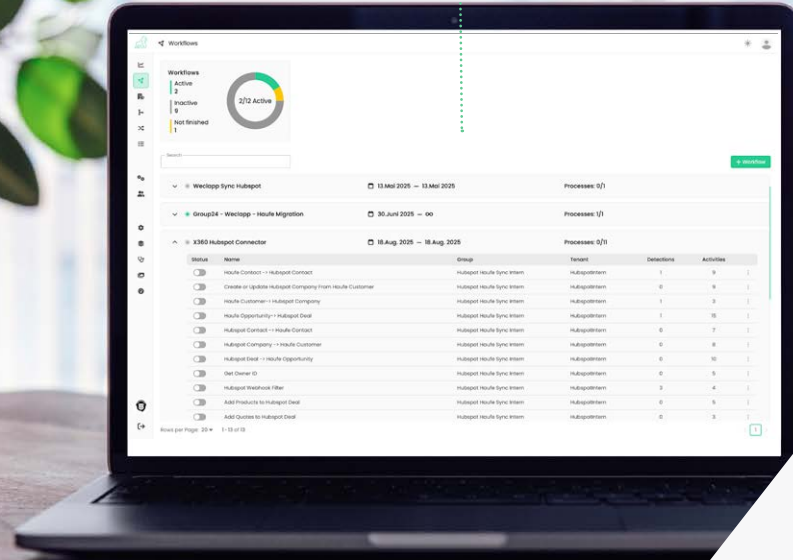 Workflows
Workflows
Active
2
Inactive
9
Not finished
1
2/12 Active
Search
+ Workflow
Weclapp Sync Hubspot 13.Mai 2025 — 13.Mai 2025 Processes: 0/1
Group24 - Weclapp - Haufe Migration 30.Juni 2025 — ∞ Processes: 1/1
X360 Hubspot Connector 18.Aug. 2025 — 18.Aug. 2025 Processes: 0/11
Status Name Group Tenant Detections Activities
Haufe Contact -> Hubspot Contact Hubspot Haufe Sync Intern HubspotIntern 1 9
Create or Update Hubspot Company from Haufe Customer Hubspot Haufe Sync Intern HubspotIntern 0 9
Haufe Customer-> Hubspot Company Hubspot Haufe Sync Intern HubspotIntern 1 3
Haufe Opportunity-> Hubspot Deal Hubspot Haufe Sync Intern HubspotIntern 1 15
Hubspot Contact -> Haufe Contact Hubspot Haufe Sync Intern HubspotIntern 0 7
Hubspot Company -> Haufe Customer Hubspot Haufe Sync Intern HubspotIntern 0 8
Hubspot Deal -> Haufe Opportunity Hubspot Haufe Sync Intern HubspotIntern 0 10
Get Owner ID Hubspot Haufe Sync Intern HubspotIntern 0 5
Hubspot Webhook Filter Hubspot Haufe Sync Intern HubspotIntern 3 4
Add Products to Hubspot Deal Hubspot Haufe Sync Intern HubspotIntern 0 5
Add Quotes to Hubspot Deal Hubspot Haufe Sync Intern HubspotIntern 0 3
Rows per Page: 20 1-13 of 13
1